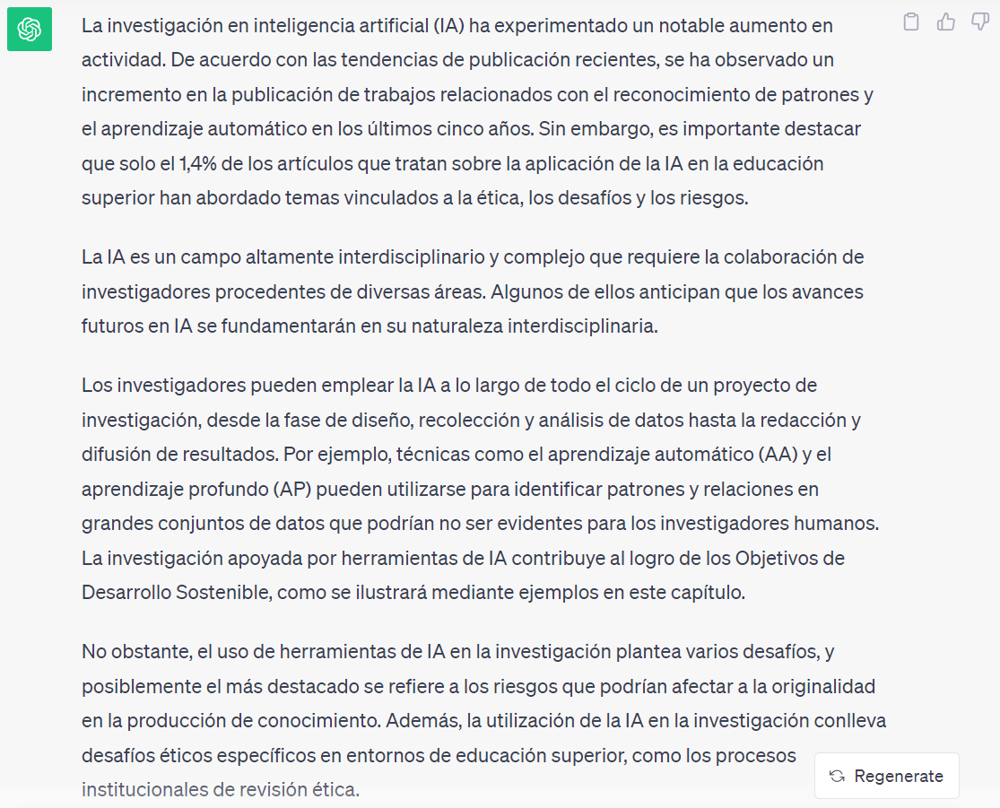 La investigación en inteligencia artificial (IA) ha experimentado un notable aumento en
actividad. De acuerdo con las tendencias de publicación recientes, se ha observado un
incremento en la publicación de trabajos relacionados con el reconocimiento de patrones y
el aprendizaje automático en los últimos cinco años. Sin embargo, es importante destacar
que solo el 1,4% de los artículos que tratan sobre la aplicación de la IA en la educación
superior han abordado temas vinculados a la ética, los desafíos y los riesgos.
La IA es un campo altamente interdisciplinario y complejo que requiere la colaboración de
investigadores procedentes de diversas áreas. Algunos de ellos anticipan que los avances
futuros en IA se fundamentarán en su naturaleza interdisciplinaria.
Los investigadores pueden emplear la IA a lo largo de todo el ciclo de un proyecto de
investigación, desde la fase de diseño, recolección y análisis de datos hasta la redacción y
difusión de resultados. Por ejemplo, técnicas como el aprendizaje automático (AA) y el
aprendizaje profundo (AP) pueden utilizarse para identificar patrones y relaciones en
grandes conjuntos de datos que podrían no ser evidentes para los investigadores humanos.
La investigación apoyada por herramientas de IA contribuye al logro de los Objetivos de
Desarrollo Sostenible, como se ilustrará mediante ejemplos en este capítulo.
No obstante, el uso de herramientas de IA en la investigación plantea varios desafíos, y
posiblemente el más destacado se refiere a los riesgos que podrían afectar a la originalidad
en la producción de conocimiento. Además, la utilización de la IA en la investigación conlleva
desafíos éticos específicos en entornos de educación superior, como los procesos
institucionales de revisión ética.
Regenerate